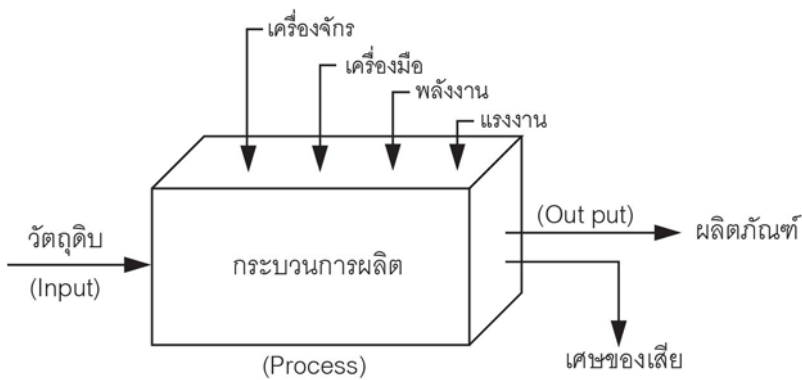 เครื่องจักร
เครื่องมือ
พลังงาน
แรงงาน
วัตถุดิบ
(Input)
กระบวนการผลิต
(Process)
(Out put)
ผลิตภัณฑ์
เศษของเสีย